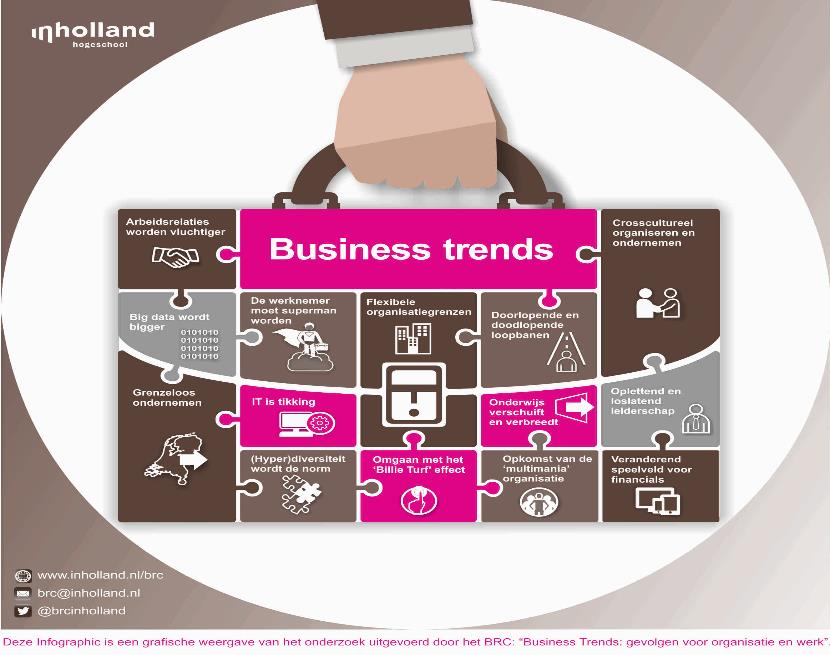 inholland
hogeschool
Business trends
Arbeidsrelaties
worden vluchtiger
Crosscultureel
organiseren en
ondernemen
Big data wordt
bigger
0101010
0101010
0101010
0101010
De werknemer
moet superman
worden
Flexibele
organisatiegrenzen
Doorlopende en
doodlopende
loopbanen
Grenzeloos
ondernemen
IT is tikking
Onderwijs
verschuift
en verbreedt
Oplettend en
loslatend
leiderschap
(Hyper)diversiteit
wordt de norm
Omgaan met het
‘Billie Turf’ effect
Opkomst van de
‘multimania’
organisatie
Veranderend
speelveld voor
financials
www.inholland.nl/brc
brc@inholland.nl
@brcinholland
Deze Infographic is een grafische weergave van het onderzoek uitgevoerd door het BRC: “Business Trends: gevolgen voor organisatie en werk”.